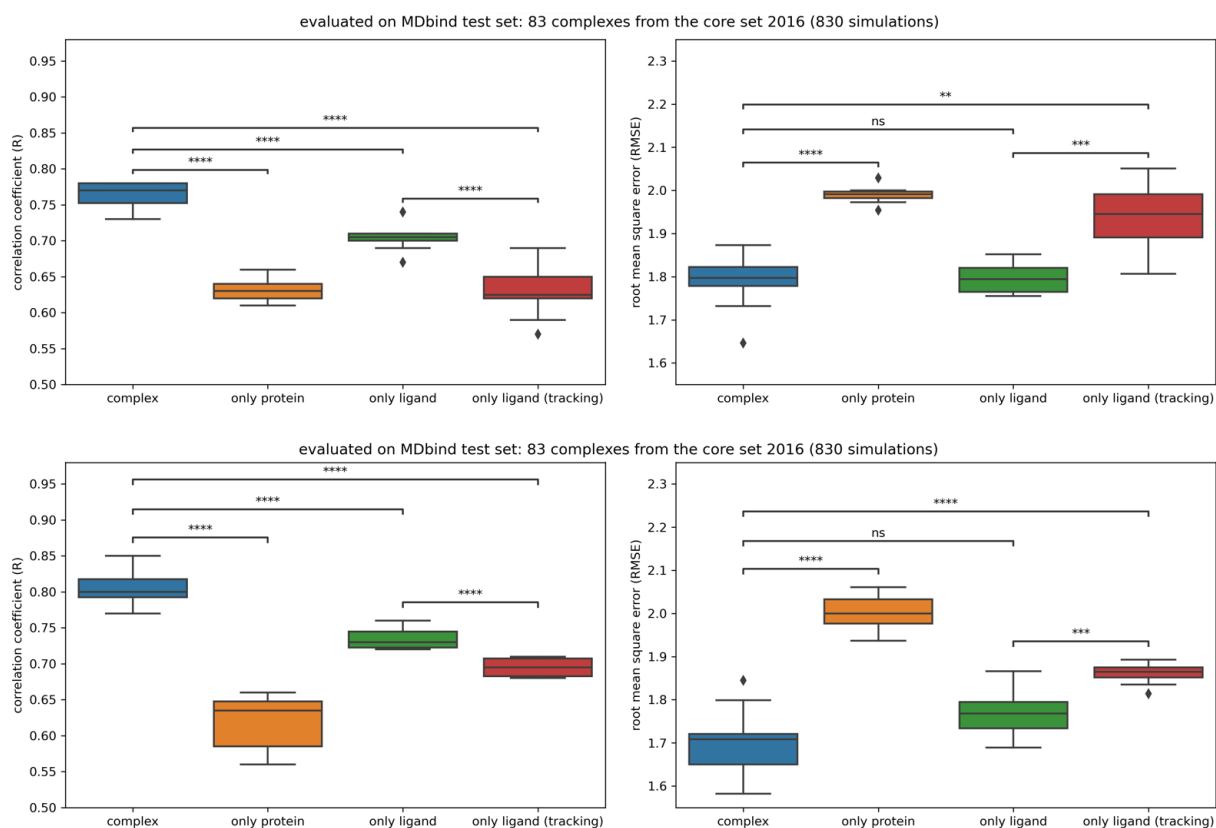 evaluated on MDbind test set: 83 complexes from the core set 2016 (830 simulations)
correlation coefficient (R)
0.95
0.90
0.85
0.80
0.75
0.70
0.65
0.60
0.55
0.50
****
****
****
****
complex
only protein
only ligand
only ligand (tracking)
root mean square error (RMSE)
2.3
2.2
2.1
2.0
1.9
1.8
1.7
1.6
**
ns
***
****
complex
only protein
only ligand
only ligand (tracking)
evaluated on MDbind test set: 83 complexes from the core set 2016 (830 simulations)
correlation coefficient (R)
0.95
0.90
0.85
0.80
0.75
0.70
0.65
0.60
0.55
0.50
****
****
****
****
complex
only protein
only ligand
only ligand (tracking)
root mean square error (RMSE)
2.3
2.2
2.1
2.0
1.9
1.8
1.7
1.6
****
ns
****
***
complex
only protein
only ligand
only ligand (tracking)